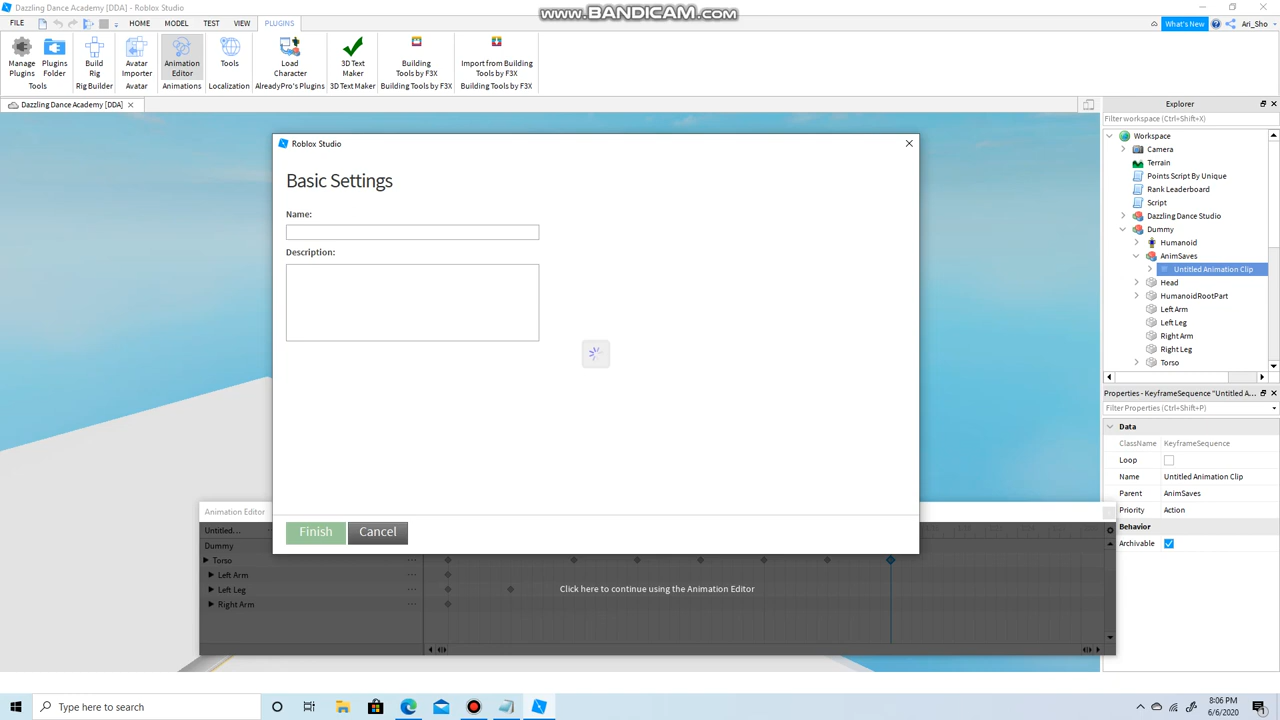 Dazzling Dance Academy [DDA] - Roblox Studio
www.BANDICAM.com
FILE HOME MODEL TEST VIEW PLUGINS
What's New Ari_Sho
Manage Plugins Plugins Folder Build Rig Avatar Importer Animation Editor Tools Load Character 3D Text Maker Building Tools by F3X Import from Building Tools by F3X
Tools Rig Builder Avatar Animations Localization AlreadyPro's Plugins 3D Text Maker Building Tools by F3X Building Tools by F3X
Dazzling Dance Academy [DDA]
Explorer
Filter workspace (Ctrl+Shift+X)
Workspace
Camera
Terrain
Points Script By Unique
Rank Leaderboard
Script
Dazzling Dance Studio
Dummy
Humanoid
AnimSaves
Untitled Animation Clip
Head
HumanoidRootPart
Left Arm
Left Leg
Right Arm
Right Leg
Torso
Properties - KeyframeSequence "Untitled A...
Filter Properties (Ctrl+Shift+P)
Data
ClassName KeyframeSequence
Loop
Name Untitled Animation Clip
Parent AnimSaves
Priority Action
Behavior
Archivable
Roblox Studio
Basic Settings
Name:
Description:
Finish Cancel
Animation Editor
Untitled...
Dummy
Torso ...
Left Arm ...
Left Leg ...
Right Arm ...
Click here to continue using the Animation Editor
Type here to search
8:06 PM
6/6/2020
1